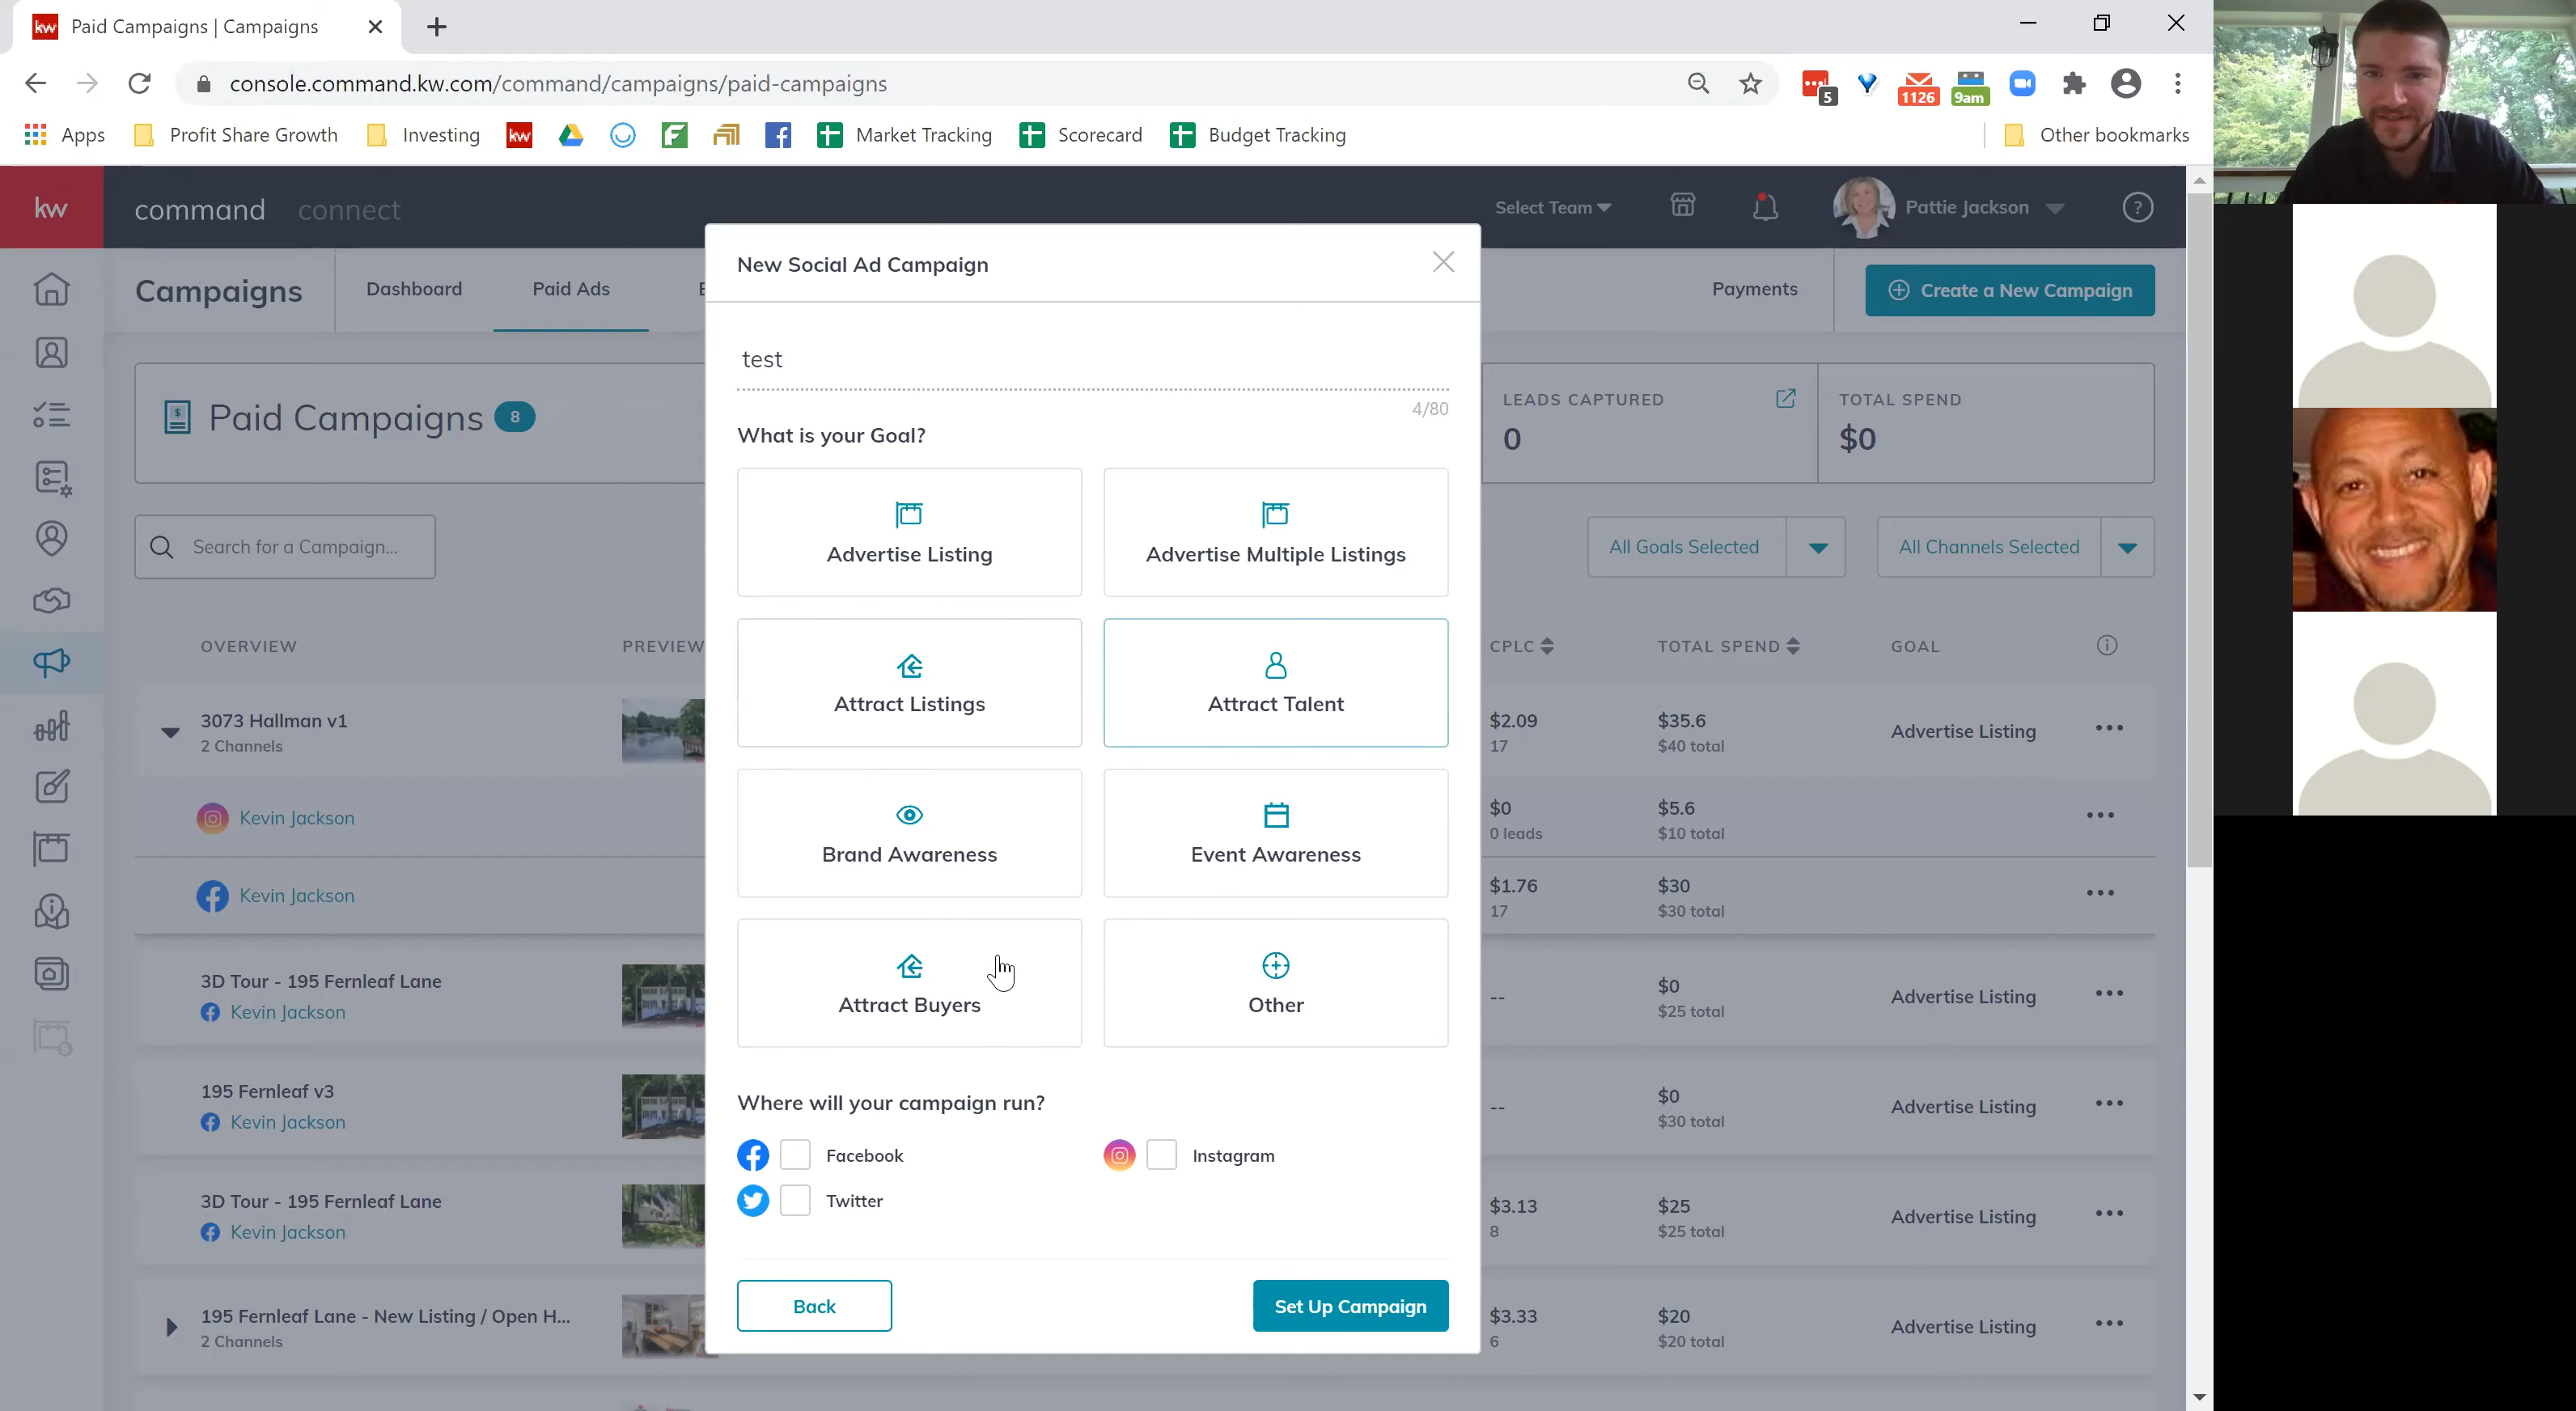 kw Paid Campaigns | Campaigns
console.command.kw.com/command/campaigns/paid-campaigns
5 1126 9am
Apps Profit Share Growth Investing kw Market Tracking Scorecard Budget Tracking Other bookmarks
kw command connect Select Team Pattie Jackson
Campaigns Dashboard Paid Ads Payments Create a New Campaign
Paid Campaigns 8
LEADS CAPTURED
0
TOTAL SPEND
$0
Search for a Campaign...
All Goals Selected All Channels Selected
OVERVIEW PREVIEW CPLC TOTAL SPEND GOAL
3073 Hallman v1
2 Channels
$2.09
17
$35.6
$40 total
Advertise Listing
Kevin Jackson
$0
0 leads
$5.6
$10 total
Kevin Jackson
$1.76
17
$30
$30 total
3D Tour - 195 Fernleaf Lane
Kevin Jackson
--
$0
$25 total
Advertise Listing
195 Fernleaf v3
Kevin Jackson
--
$0
$30 total
Advertise Listing
3D Tour - 195 Fernleaf Lane
Kevin Jackson
$3.13
8
$25
$25 total
Advertise Listing
195 Fernleaf Lane - New Listing / Open H...
2 Channels
$3.33
6
$20
$20 total
Advertise Listing
New Social Ad Campaign
test
4/80
What is your Goal?
Advertise Listing
Advertise Multiple Listings
Attract Listings
Attract Talent
Brand Awareness
Event Awareness
Attract Buyers
Other
Where will your campaign run?
Facebook
Instagram
Twitter
Back
Set Up Campaign